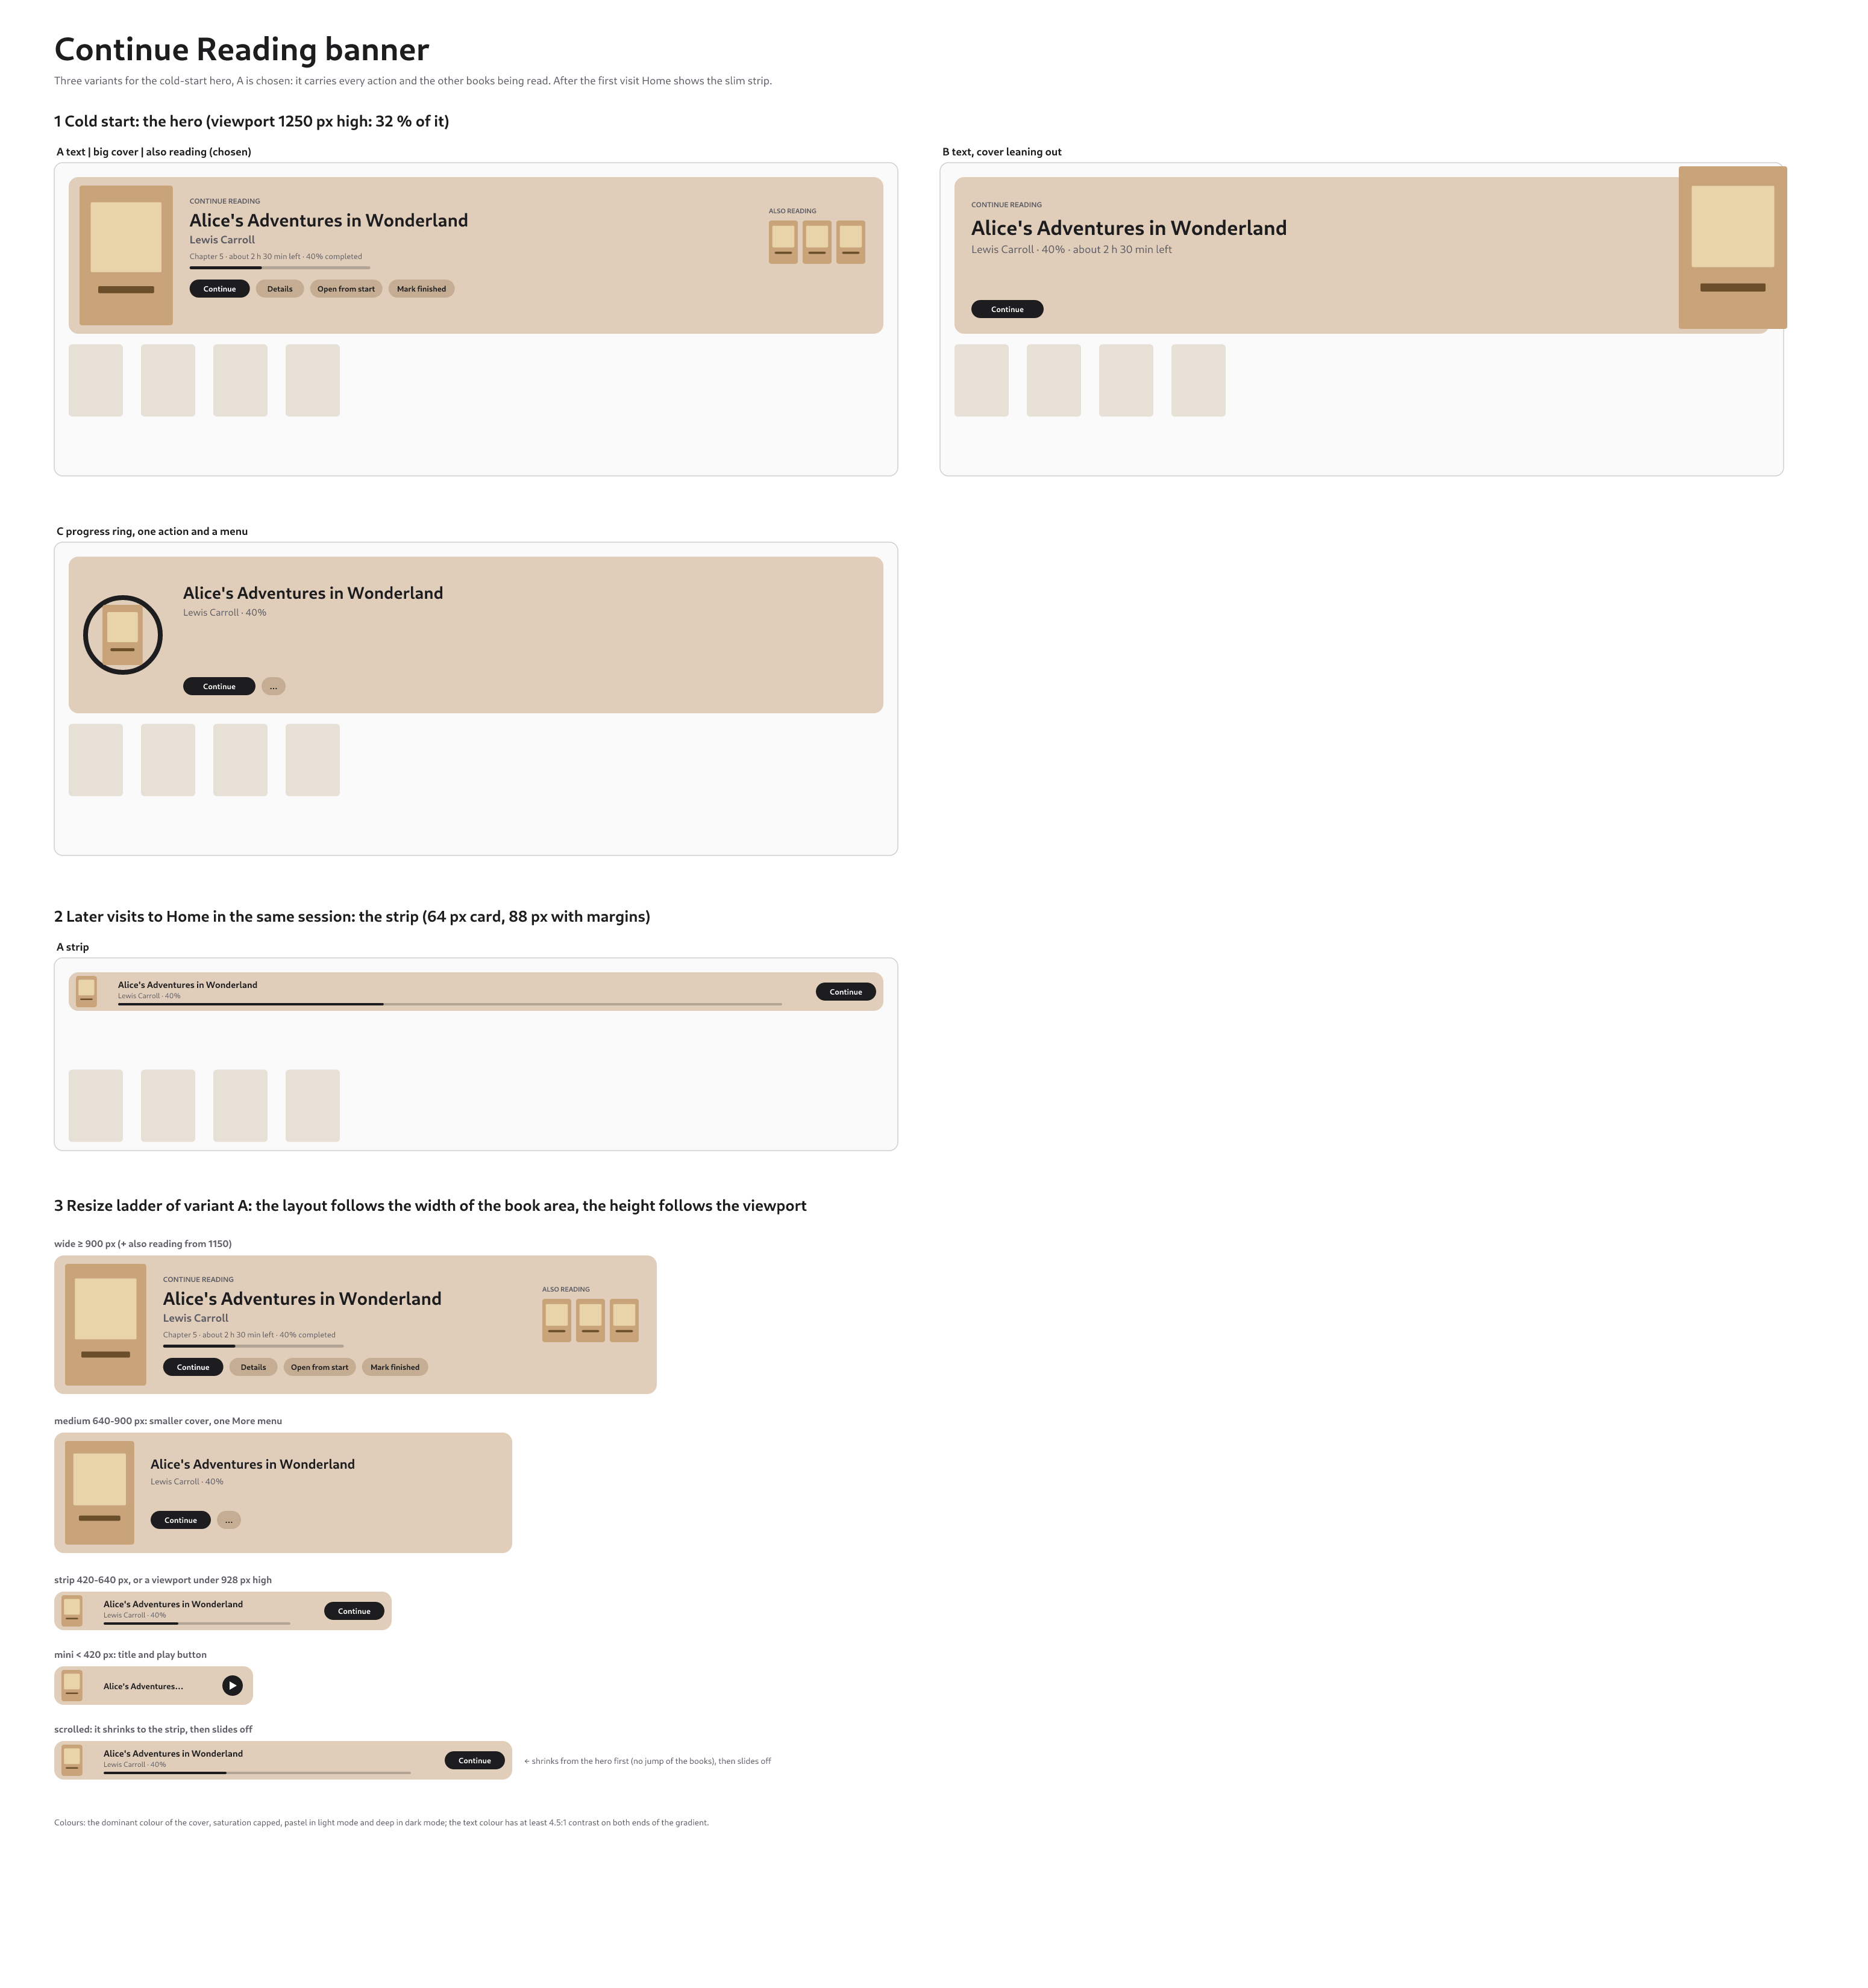 Continue Reading banner
Three variants for the cold-start hero, A is chosen: it carries every action and the other books being read. After the first visit Home shows the slim strip.
1 Cold start: the hero (viewport 1250 px high: 32 % of it)
A text | big cover | also reading (chosen)
CONTINUE READING
Alice's Adventures in Wonderland
Lewis Carroll
Chapter 5 · about 2 h 30 min left · 40% completed
Continue
Details
Open from start
Mark finished
ALSO READING
B text, cover leaning out
CONTINUE READING
Alice's Adventures in Wonderland
Lewis Carroll · 40% · about 2 h 30 min left
Continue
C progress ring, one action and a menu
Alice's Adventures in Wonderland
Lewis Carroll · 40%
Continue
...
2 Later visits to Home in the same session: the strip (64 px card, 88 px with margins)
A strip
Alice's Adventures in Wonderland
Lewis Carroll · 40%
Continue
3 Resize ladder of variant A: the layout follows the width of the book area, the height follows the viewport
wide ≥ 900 px (+ also reading from 1150)
CONTINUE READING
Alice's Adventures in Wonderland
Lewis Carroll
Chapter 5 · about 2 h 30 min left · 40% completed
Continue
Details
Open from start
Mark finished
ALSO READING
medium 640-900 px: smaller cover, one More menu
Alice's Adventures in Wonderland
Lewis Carroll · 40%
Continue
...
strip 420-640 px, or a viewport under 928 px high
Alice's Adventures in Wonderland
Lewis Carroll · 40%
Continue
mini < 420 px: title and play button
Alice's Adventures...
scrolled: it shrinks to the strip, then slides off
Alice's Adventures in Wonderland
Lewis Carroll · 40%
Continue
← shrinks from the hero first (no jump of the books), then slides off
Colours: the dominant colour of the cover, saturation capped, pastel in light mode and deep in dark mode; the text colour has at least 4.5:1 contrast on both ends of the gradient.